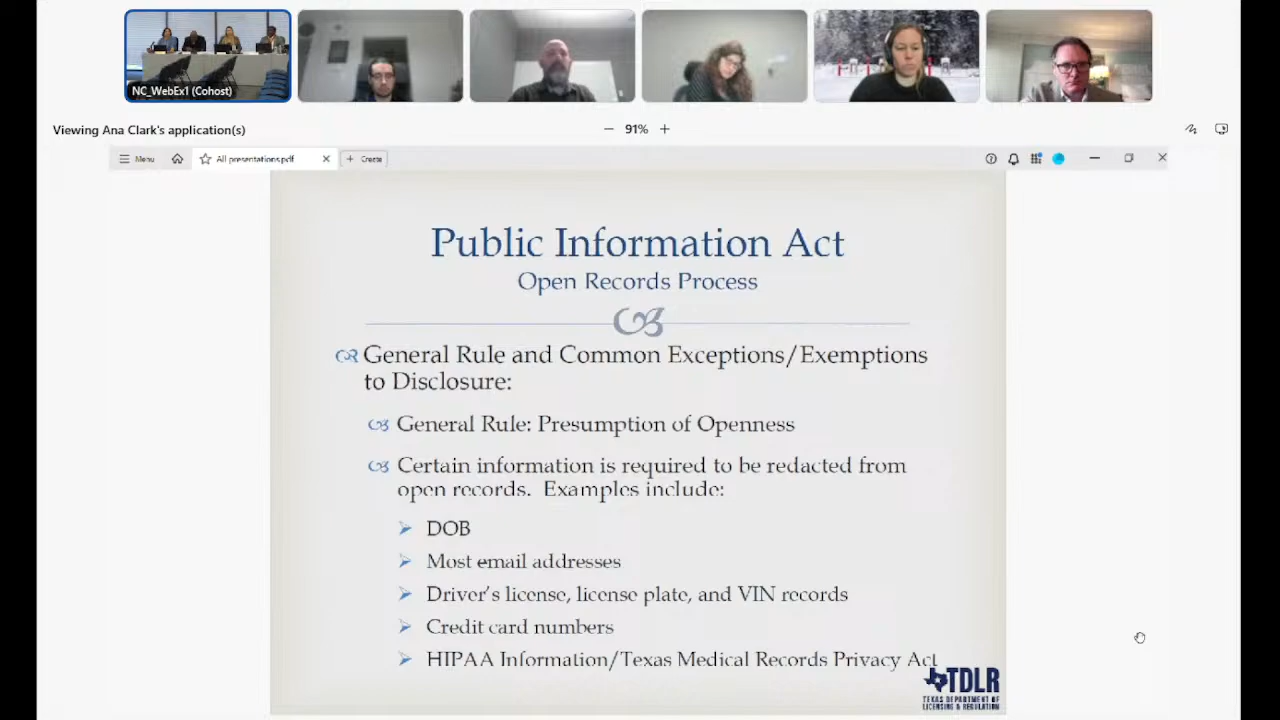 NC_WebEx1 (Cohost)
Viewing Ana Clark's application(s)
91%
Menu
All presentations.pdf
Create
Public Information Act
Open Records Process
General Rule and Common Exceptions/Exemptions
to Disclosure:
General Rule: Presumption of Openness
Certain information is required to be redacted from
open records. Examples include:
DOB
Most email addresses
Driver's license, license plate, and VIN records
Credit card numbers
HIPAA Information/Texas Medical Records Privacy Act
TDLR
TEXAS DEPARTMENT OF
LICENSING & REGULATION